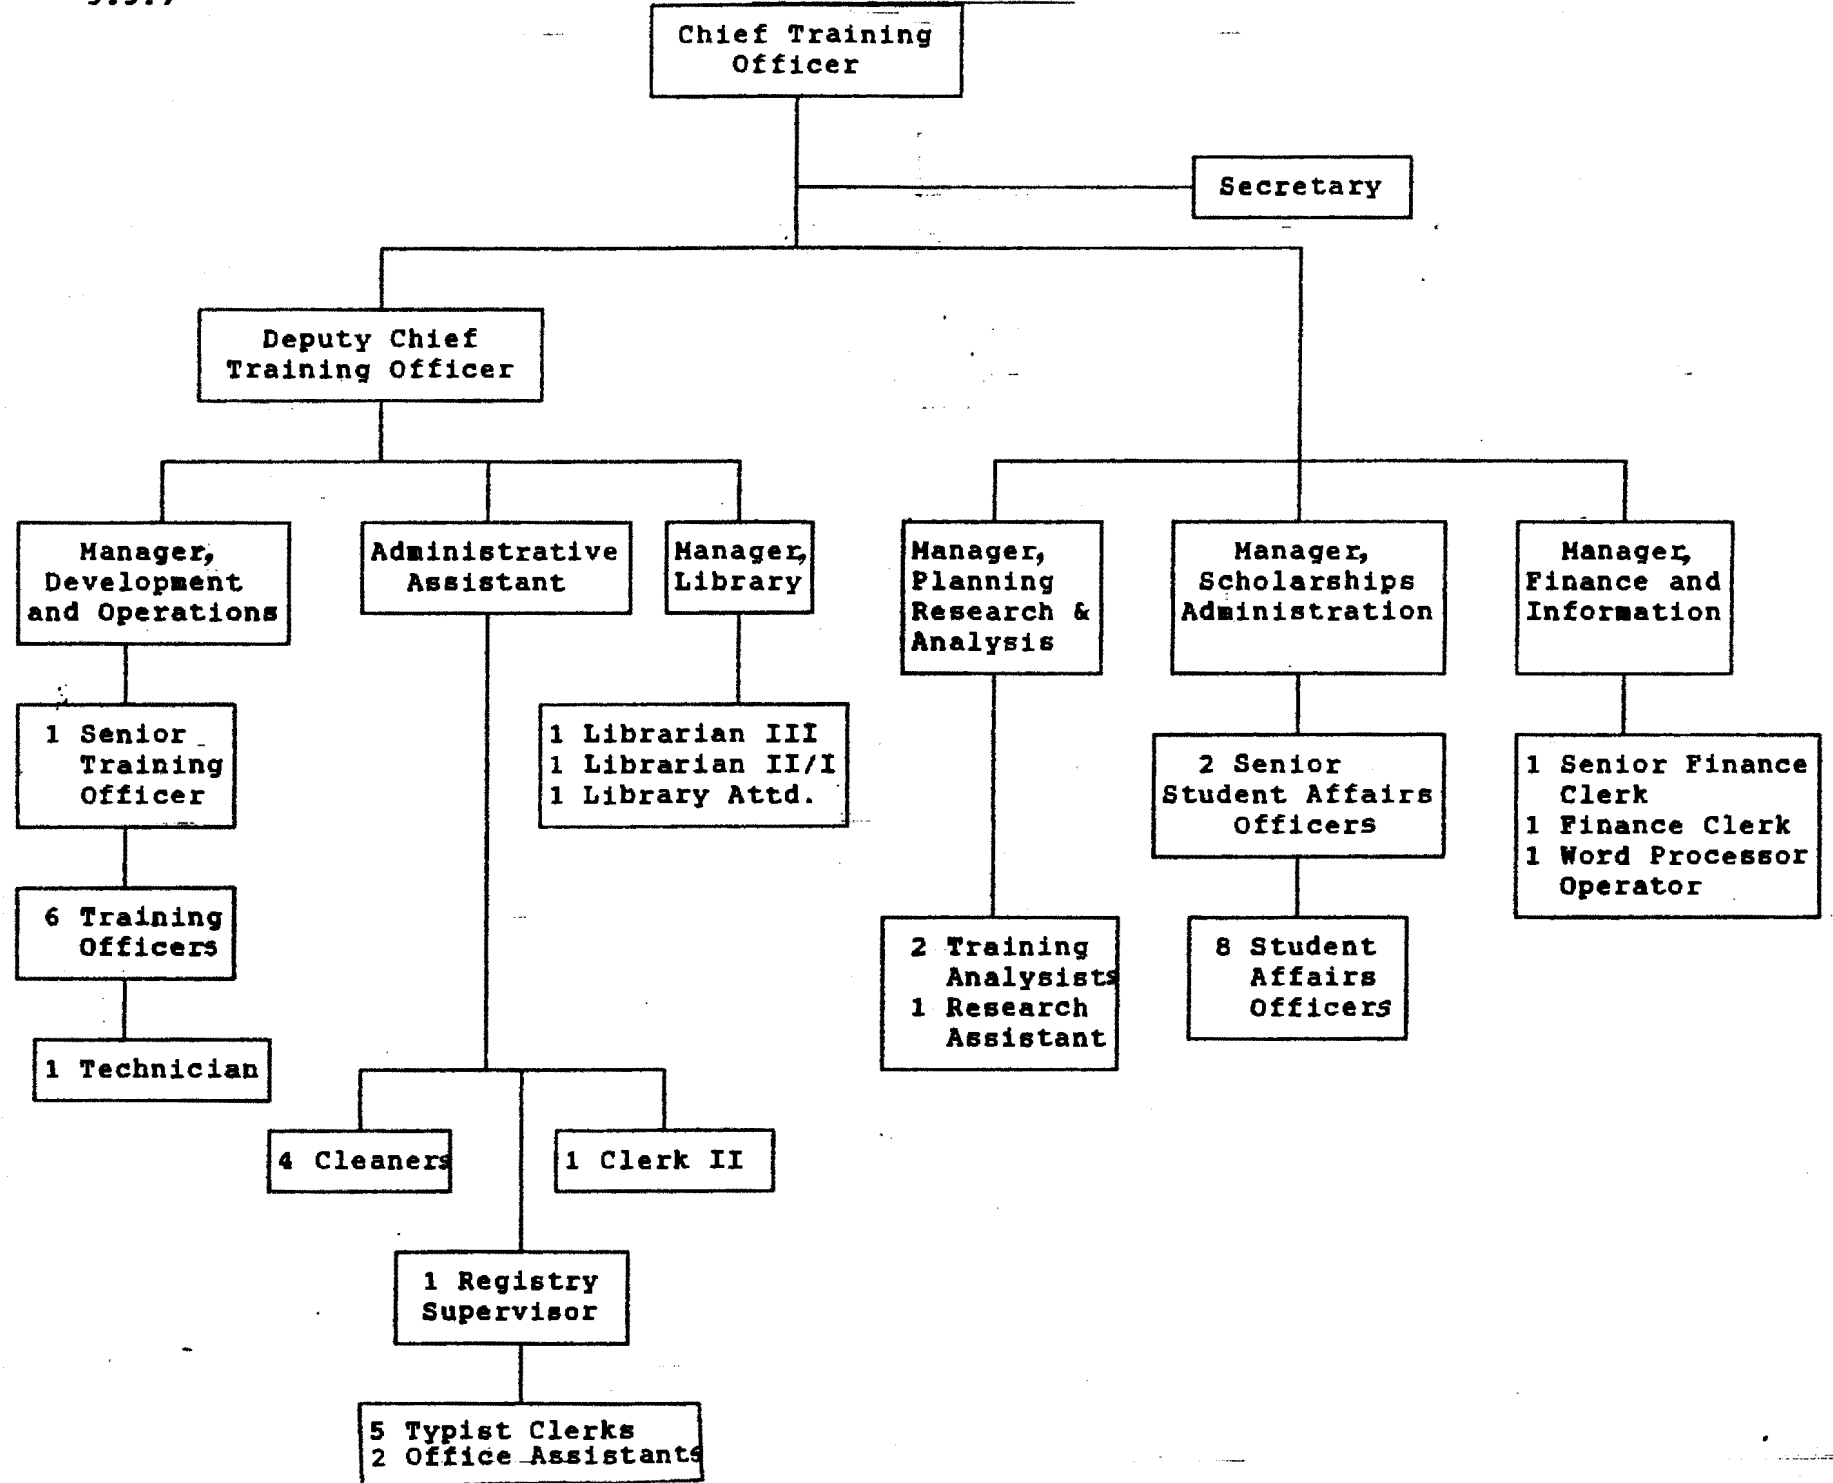 Chief Training
Officer
Secretary
Deputy Chief
Training Officer
Manager,
Development
and Operations
Administrative
Assistant
Manager,
Library
Manager,
Planning
Research &
Analysis
Manager,
Scholarships
Administration
Manager,
Finance and
Information
1 Senior
Training
Officer
1 Librarian III
1 Librarian II/I
1 Library Attd.
2 Senior
Student Affairs
Officers
1 Senior Finance
Clerk
1 Finance Clerk
1 Word Processor
Operator
6 Training
Officers
2 Training
Analysists
1 Research
Assistant
8 Student
Affairs
Officers
1 Technician
4 Cleaners
1 Clerk II
1 Registry
Supervisor
5 Typist Clerks
2 Office Assistants